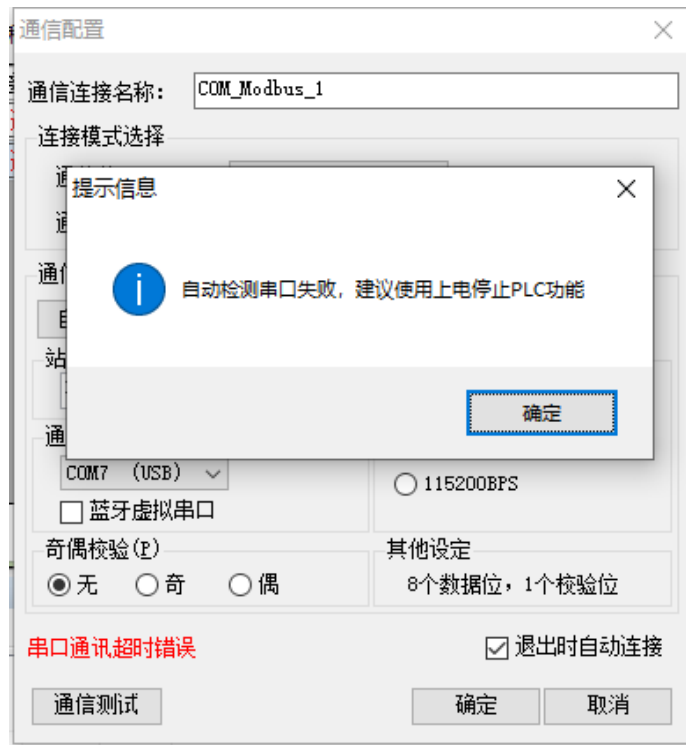 通信配置
通信连接名称： COM_Modbus_1
连接模式选择
提示信息
自动检测串口失败，建议使用上电停止PLC功能
确定
COM7 (USB)
115200BPS
蓝牙虚拟串口
奇偶校验(P)
无 奇 偶
其他设定
8个数据位，1个校验位
串口通讯超时错误
退出时自动连接
通信测试
确定
取消